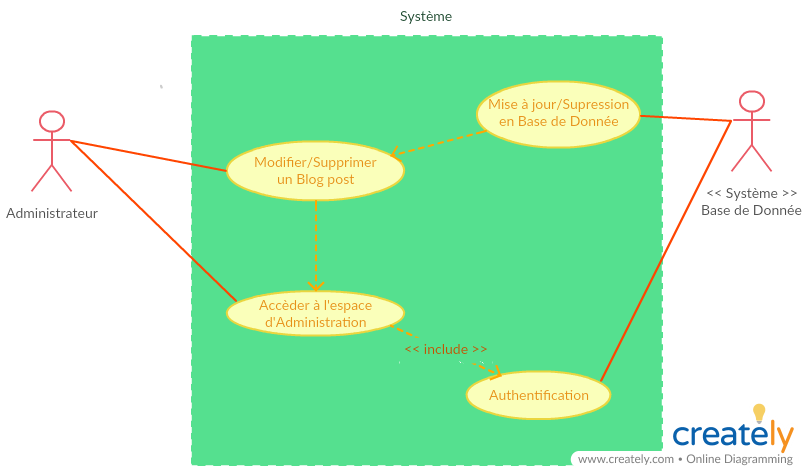 Système
Mise à jour/Supression
en Base de Donnée
Modifier/Supprimer
un Blog post
Administrateur
<< Système >>
Base de Donnée
Accèder à l'espace
d'Administration
<< include >>
Authentification
creately
www.creately.com • Online Diagramming